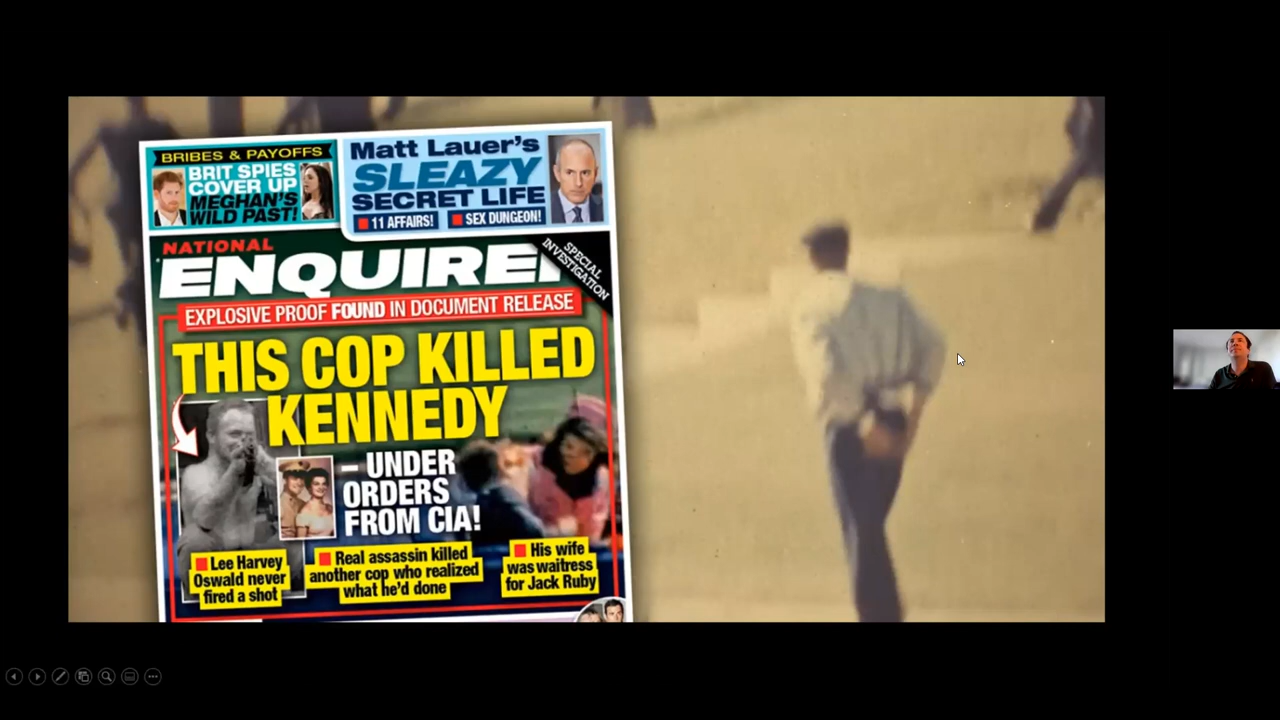 BRIBES & PAYOFFS
BRIT SPIES
COVER UP
MEGHAN'S
WILD PAST!
Matt Lauer's
SLEAZY
SECRET LIFE
11 AFFAIRS!
SEX DUNGEON!
NATIONAL
ENQUIRER
SPECIAL
INVESTIGATION
EXPLOSIVE PROOF FOUND IN DOCUMENT RELEASE
THIS COP KILLED
KENNEDY
– UNDER
ORDERS
FROM CIA!
Lee Harvey
Oswald never
fired a shot
Real assassin killed
another cop who realized
what he'd done
His wife
was waitress
for Jack Ruby